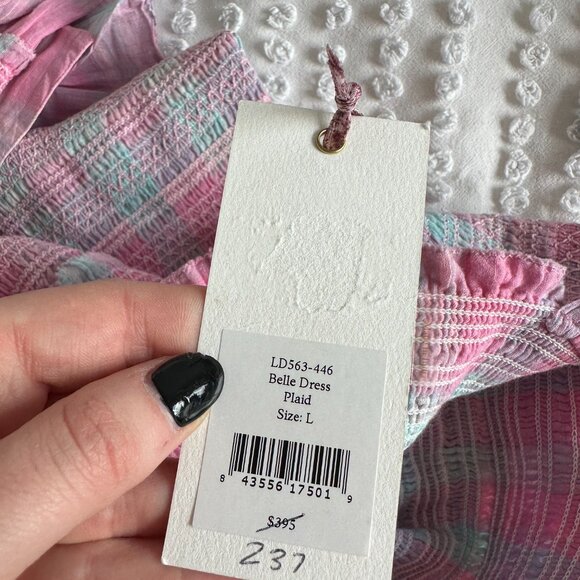 LD563-446
Belle Dress
Plaid
Size: L
8 43556 17501 9
$395
237